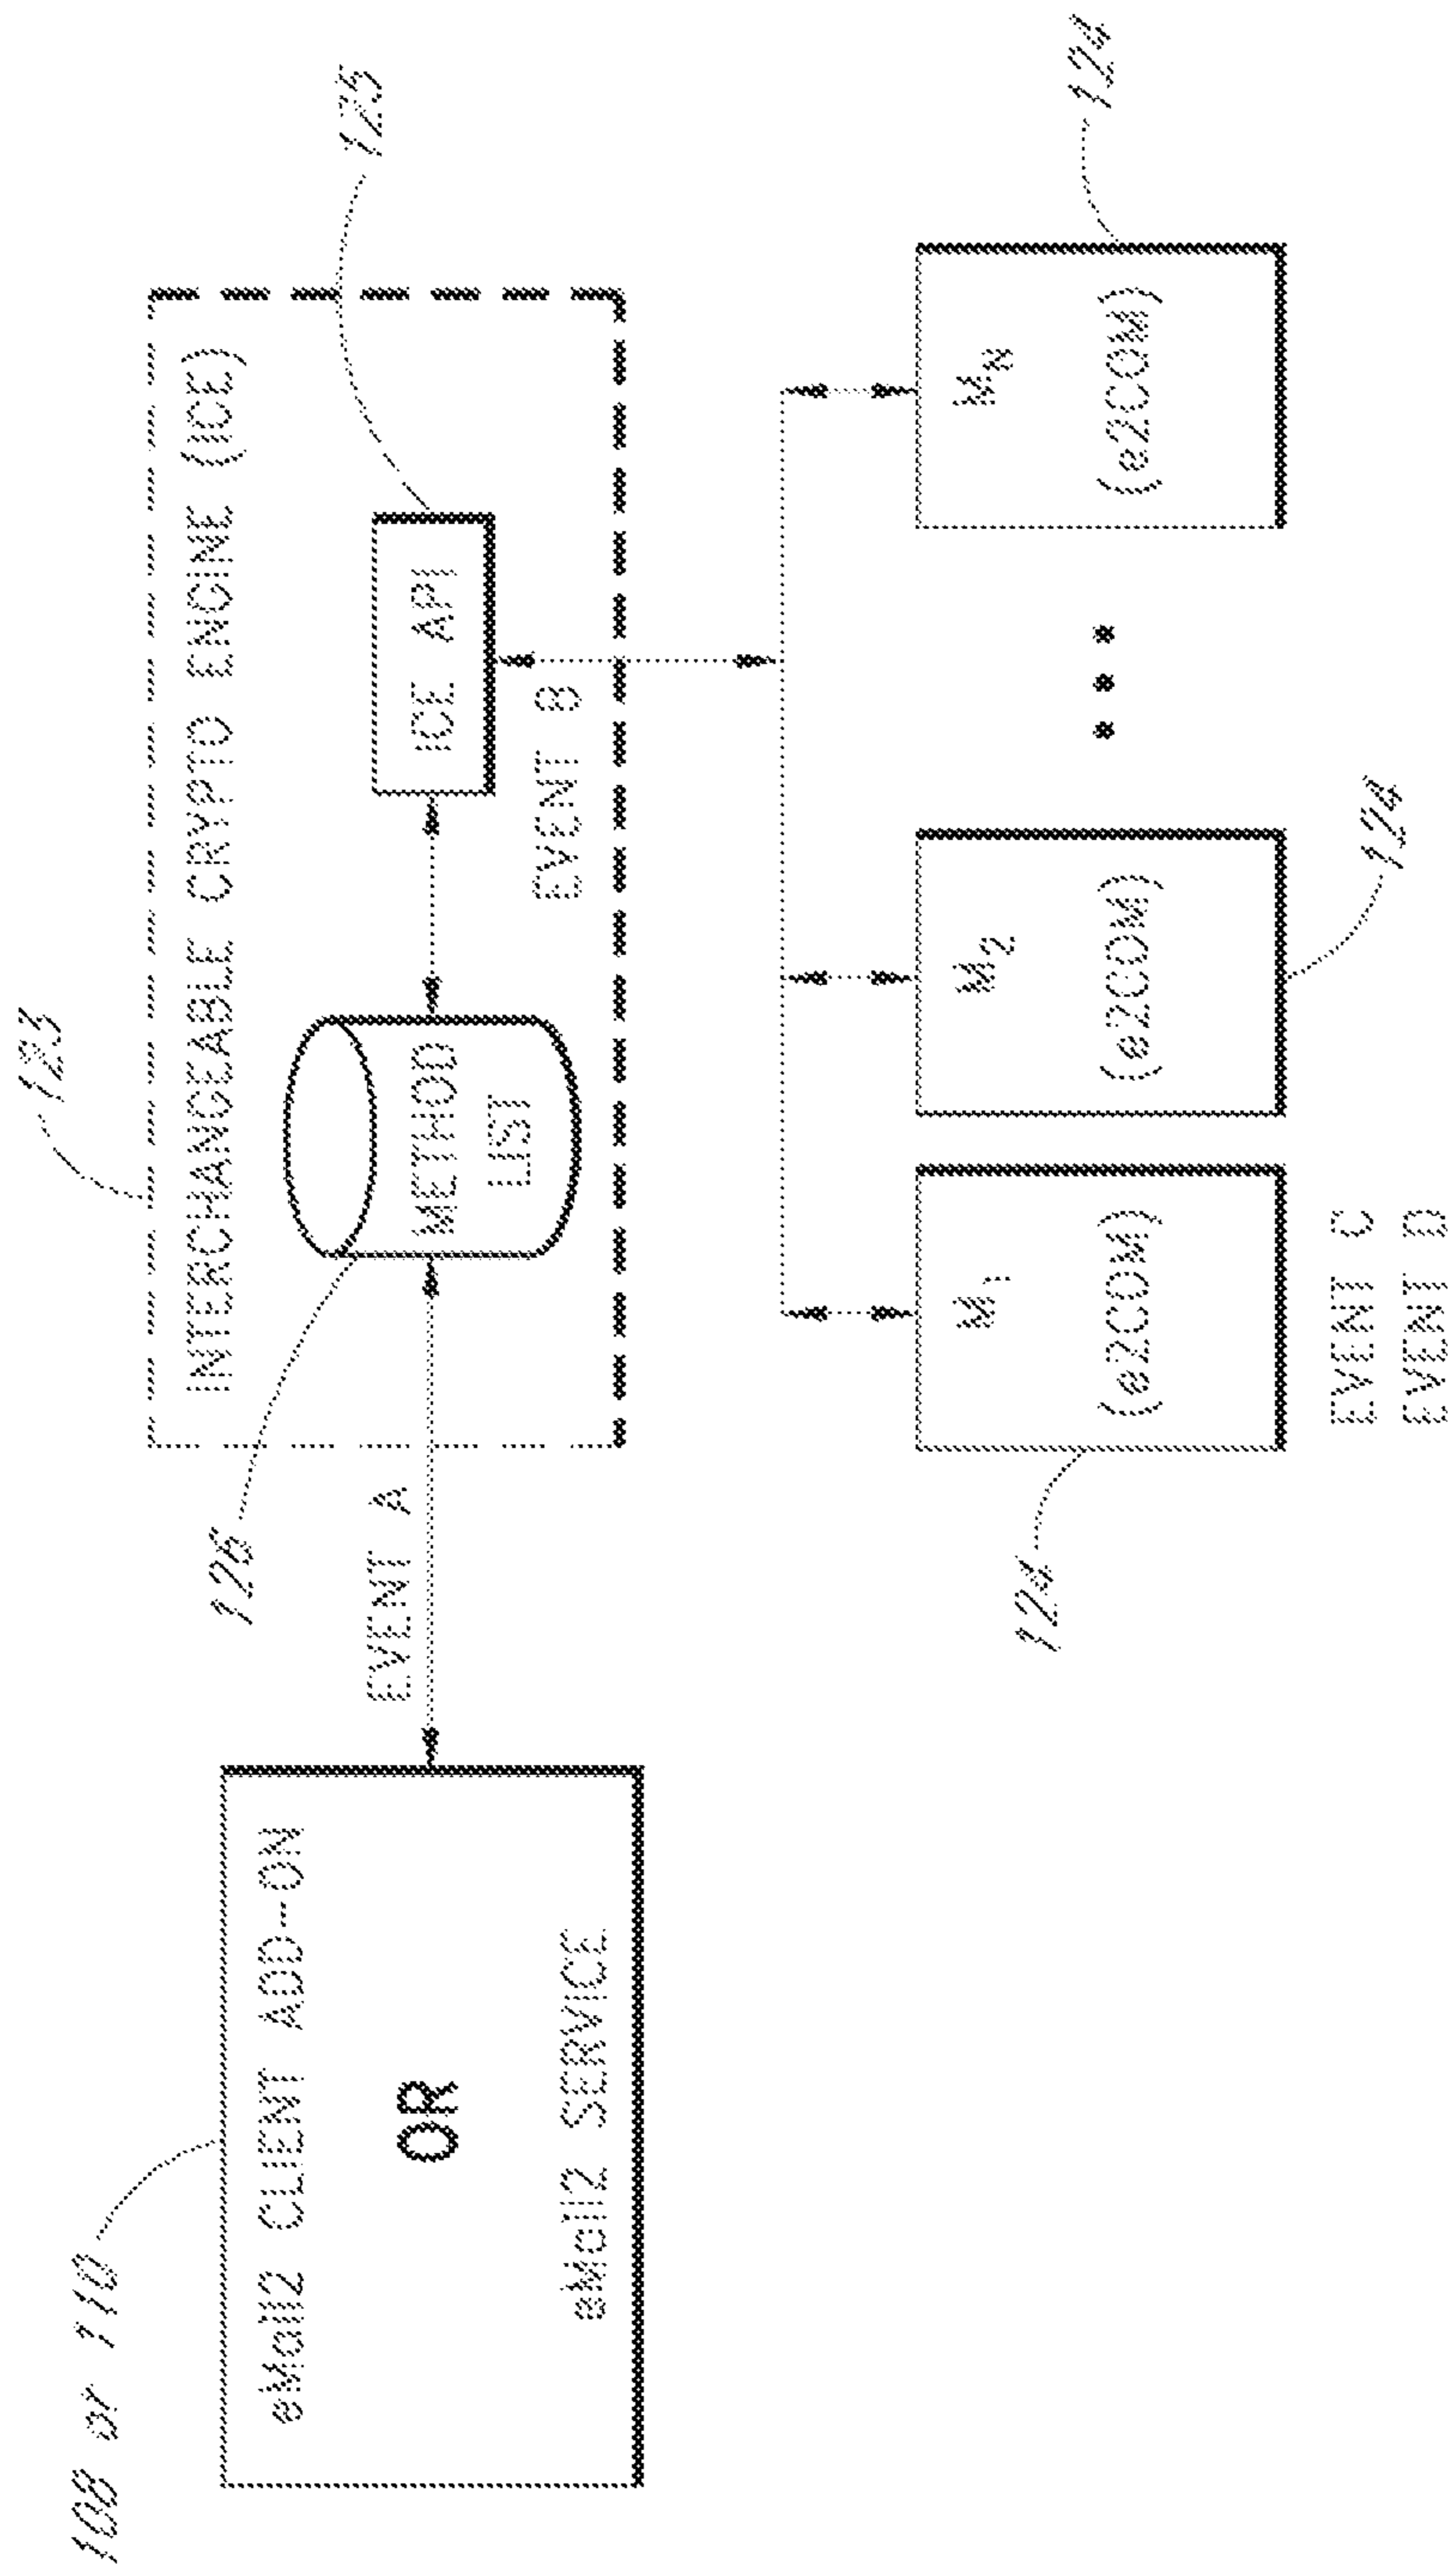 123
125
INTERCHANGEABLE CRYPTO ENGINE (ICE)
108 or 110
126
eMail2 CLIENT ADD-ON
OR
eMail2 SERVICE
EVENT A
METHOD
LIST
ICE API
EVENT B
124
M1
(e2COM)
M2
(e2COM)
MN
(e2COM)
124
124
EVENT C
EVENT D